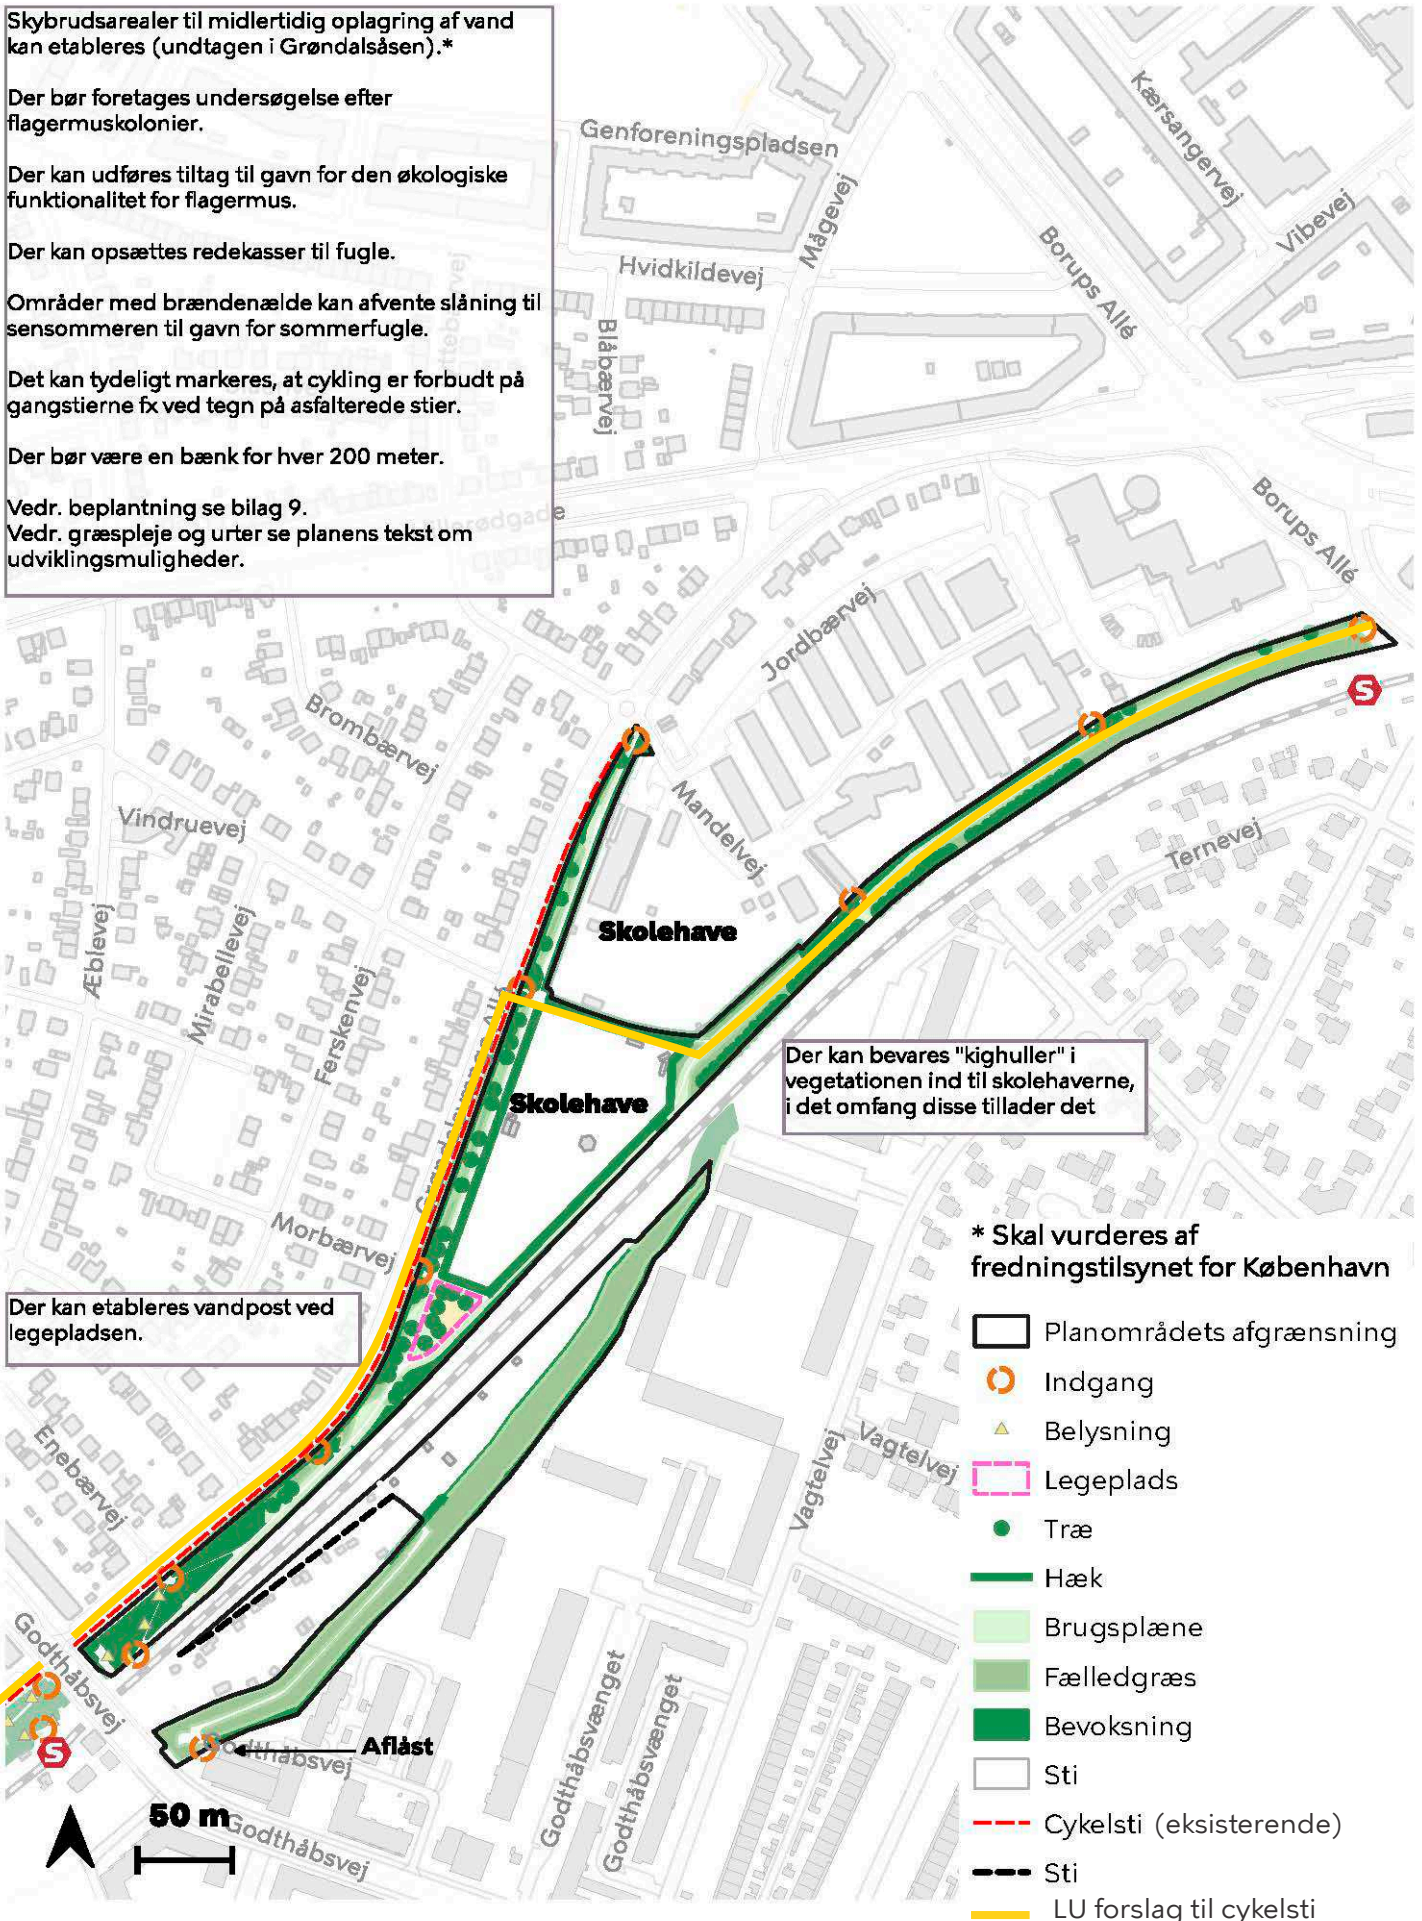 Skybrudsarealer til midlertidig oplagring af vand
kan etableres (undtagen i Grøndalsåsen).*
Der bør foretages undersøgelse efter
flagermuskolonier.
Der kan udføres tiltag til gavn for den økologiske
funktionalitet for flagermus.
Der kan opsættes redekasser til fugle.
Områder med brændenælde kan afvente slåning til
sensommeren til gavn for sommerfugle.
Det kan tydeligt markeres, at cykling er forbudt på
gangstierne fx ved tegn på asfalterede stier.
Der bør være en bænk for hver 200 meter.
Vedr. beplantning se bilag 9.
Vedr. græspleje og urter se planens tekst om
udviklingsmuligheder.
Genforeningspladsen
Mågevej
Kærsangervej
Vibevej
Borups Allé
Hvidkildevej
Blåbærvej
Borups Allé
Jordbærvej
Brombærvej
Vindruevej
Mandelvej
Ternevej
Æblevej
Mirabellevej
Ferskenvej
Skolehave
Skolehave
Der kan bevares "kighuller" i
vegetationen ind til skolehaverne,
i det omfang disse tillader det
Morbærvej
Der kan etableres vandpost ved
legepladsen.
Enebærvej
Godthåbsvej
Vagtelvej
Vagtelvej
Godthåbsvænget
Godthåbsvænget
Aflåst
Godthåbsvej
Godthåbsvej
S
S
50 m
* Skal vurderes af
fredningstilsynet for København
Planområdets afgrænsning
Indgang
Belysning
Legeplads
Træ
Hæk
Brugsplæne
Fælledgræs
Bevoksning
Sti
Cykelsti (eksisterende)
Sti
LU forslag til cykelsti